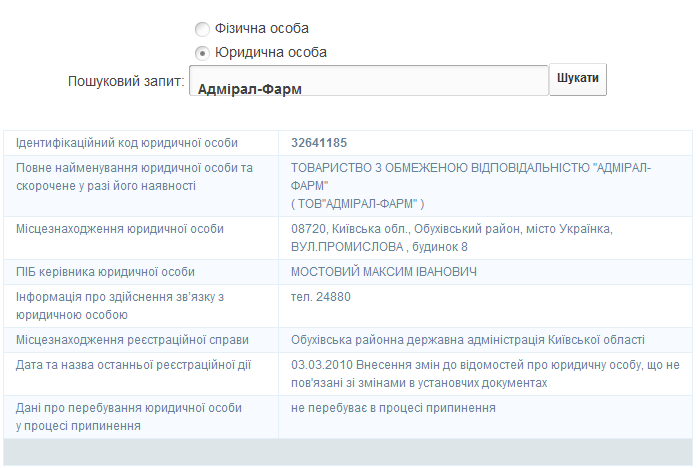 Фізична особа
Юридична особа
Пошуковий запит: Адмірал-Фарм Шукати
Ідентифікаційний код юридичної особи 32641185
Повне найменування юридичної особи та ТОВАРИСТВО З ОБМЕЖЕНОЮ ВІДПОВІДАЛЬНІСТЮ "АДМІРАЛ-
скорочене у разі його наявності ФАРМ"
( ТОВ"АДМІРАЛ-ФАРМ" )
Місцезнаходження юридичної особи 08720, Київська обл., Обухівський район, місто Українка,
ВУЛ.ПРОМИСЛОВА , будинок 8
ПІБ керівника юридичної особи МОСТОВИЙ МАКСИМ ІВАНОВИЧ
Інформація про здійснення зв'язку з тел. 24880
юридичною особою
Місцезнаходження реєстраційної справи Обухівська районна державна адміністрація Київської області
Дата та назва останньої реєстраційної дії 03.03.2010 Внесення змін до відомостей про юридичну особу, що не
пов'язані зі змінами в установчих документах
Дані про перебування юридичної особи не перебуває в процесі припинення
у процесі припинення